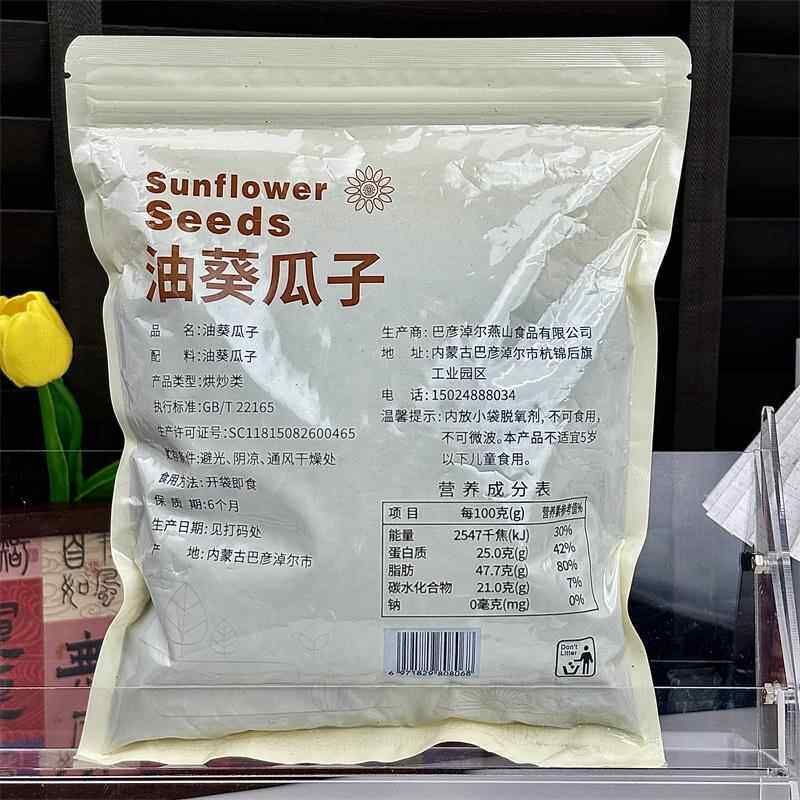 Sunflower
Seeds
油葵瓜子
品 名:油葵瓜子
配 料:油葵瓜子
产品类型:烘炒类
执行标准:GB/T 22165
生产许可证号:SC11815082600465
条件:避光、阴凉、通风干燥处
食用方法:开袋即食
保 质 期:6个月
生产日期:见打码处
产 地:内蒙古巴彦淖尔市
生产商:巴彦淖尔燕山食品有限公司
地 址:内蒙古巴彦淖尔市杭锦后旗
工业园区
电 话:15024888034
温馨提示:内放小袋脱氧剂,不可食用,
不可微波。本产品不适宜5岁
以下儿童食用。
营养成分表
项目 每100克(g) 营养素参考值%
能量 2547千焦(kJ) 30%
蛋白质 25.0克(g) 42%
脂肪 47.7克(g) 80%
碳水化合物 21.0克(g) 7%
钠 0毫克(mg) 0%
6 971829 808068
Don't
Litter
自
如